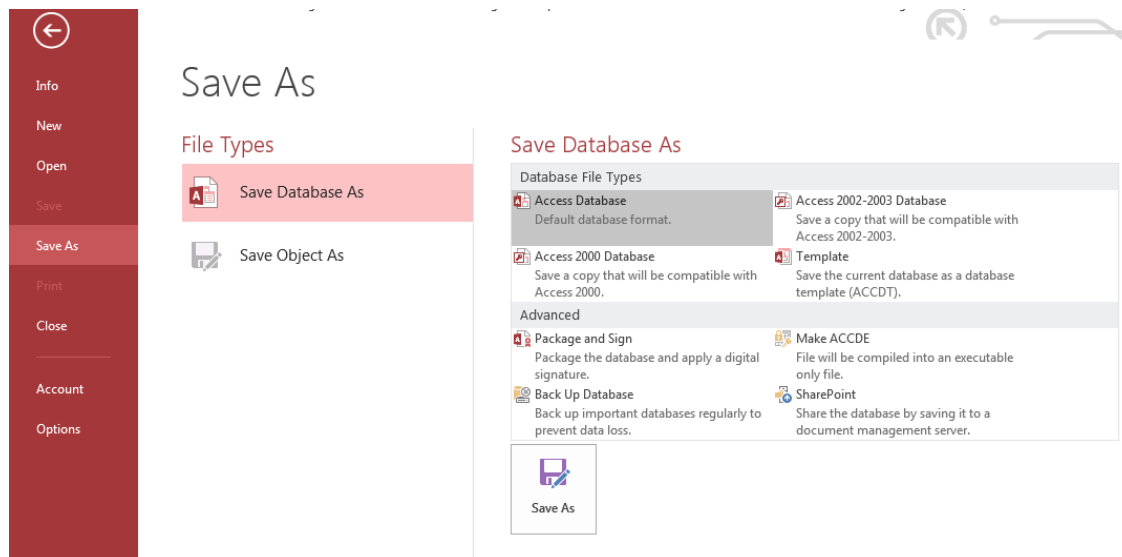 Info
New
Open
Save
Save As
Print
Close
Account
Options
Save As
File Types
Save Database As
Save Object As
Save Database As
Database File Types
Access Database
Default database format.
Access 2002-2003 Database
Save a copy that will be compatible with
Access 2002-2003.
Access 2000 Database
Save a copy that will be compatible with
Access 2000.
Template
Save the current database as a database
template (ACCDT).
Advanced
Package and Sign
Package the database and apply a digital
signature.
Make ACCDE
File will be compiled into an executable
only file.
Back Up Database
Back up important databases regularly to
prevent data loss.
SharePoint
Share the database by saving it to a
document management server.
Save As